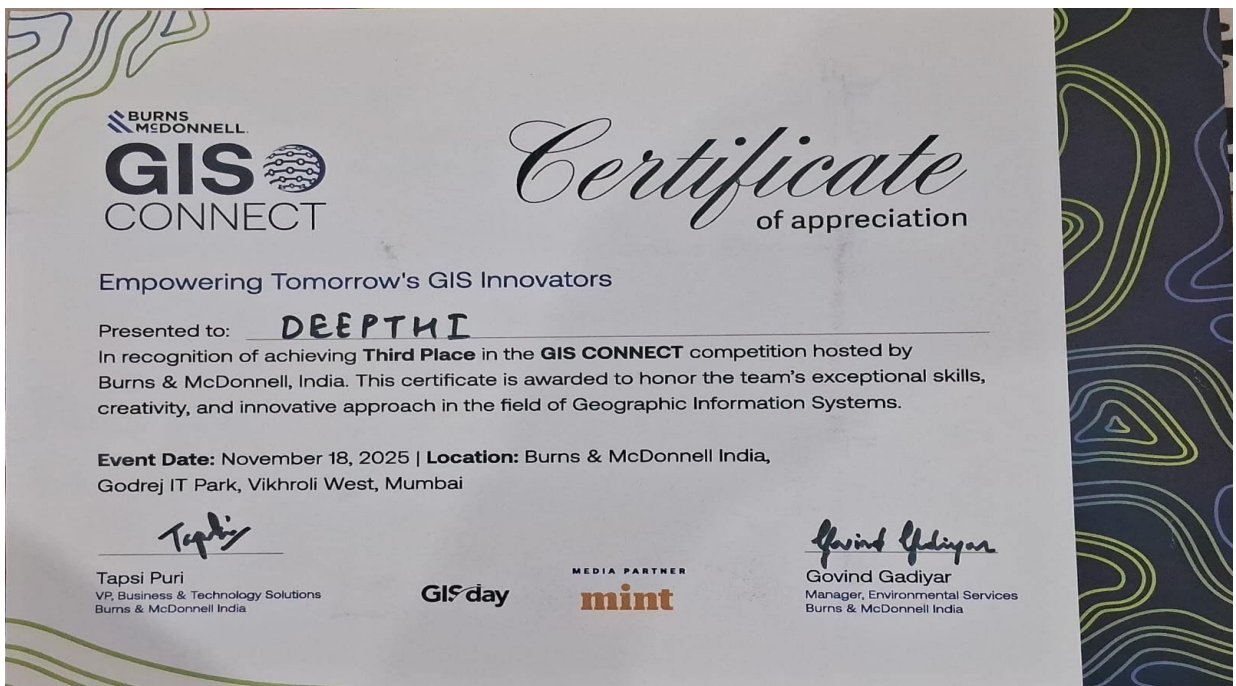 BURNS
McDONNELL.
GIS
CONNECT
Certificate
of appreciation
Empowering Tomorrow's GIS Innovators
Presented to: DEEPTHI
In recognition of achieving Third Place in the GIS CONNECT competition hosted by
Burns & McDonnell, India. This certificate is awarded to honor the team's exceptional skills,
creativity, and innovative approach in the field of Geographic Information Systems.
Event Date: November 18, 2025 | Location: Burns & McDonnell India,
Godrej IT Park, Vikhroli West, Mumbai
Tapsi Puri
VP, Business & Technology Solutions
Burns & McDonnell India
GIS day
MEDIA PARTNER
mint
Govind Gadiyar
Govind Gadiyar
Manager, Environmental Services
Burns & McDonnell India